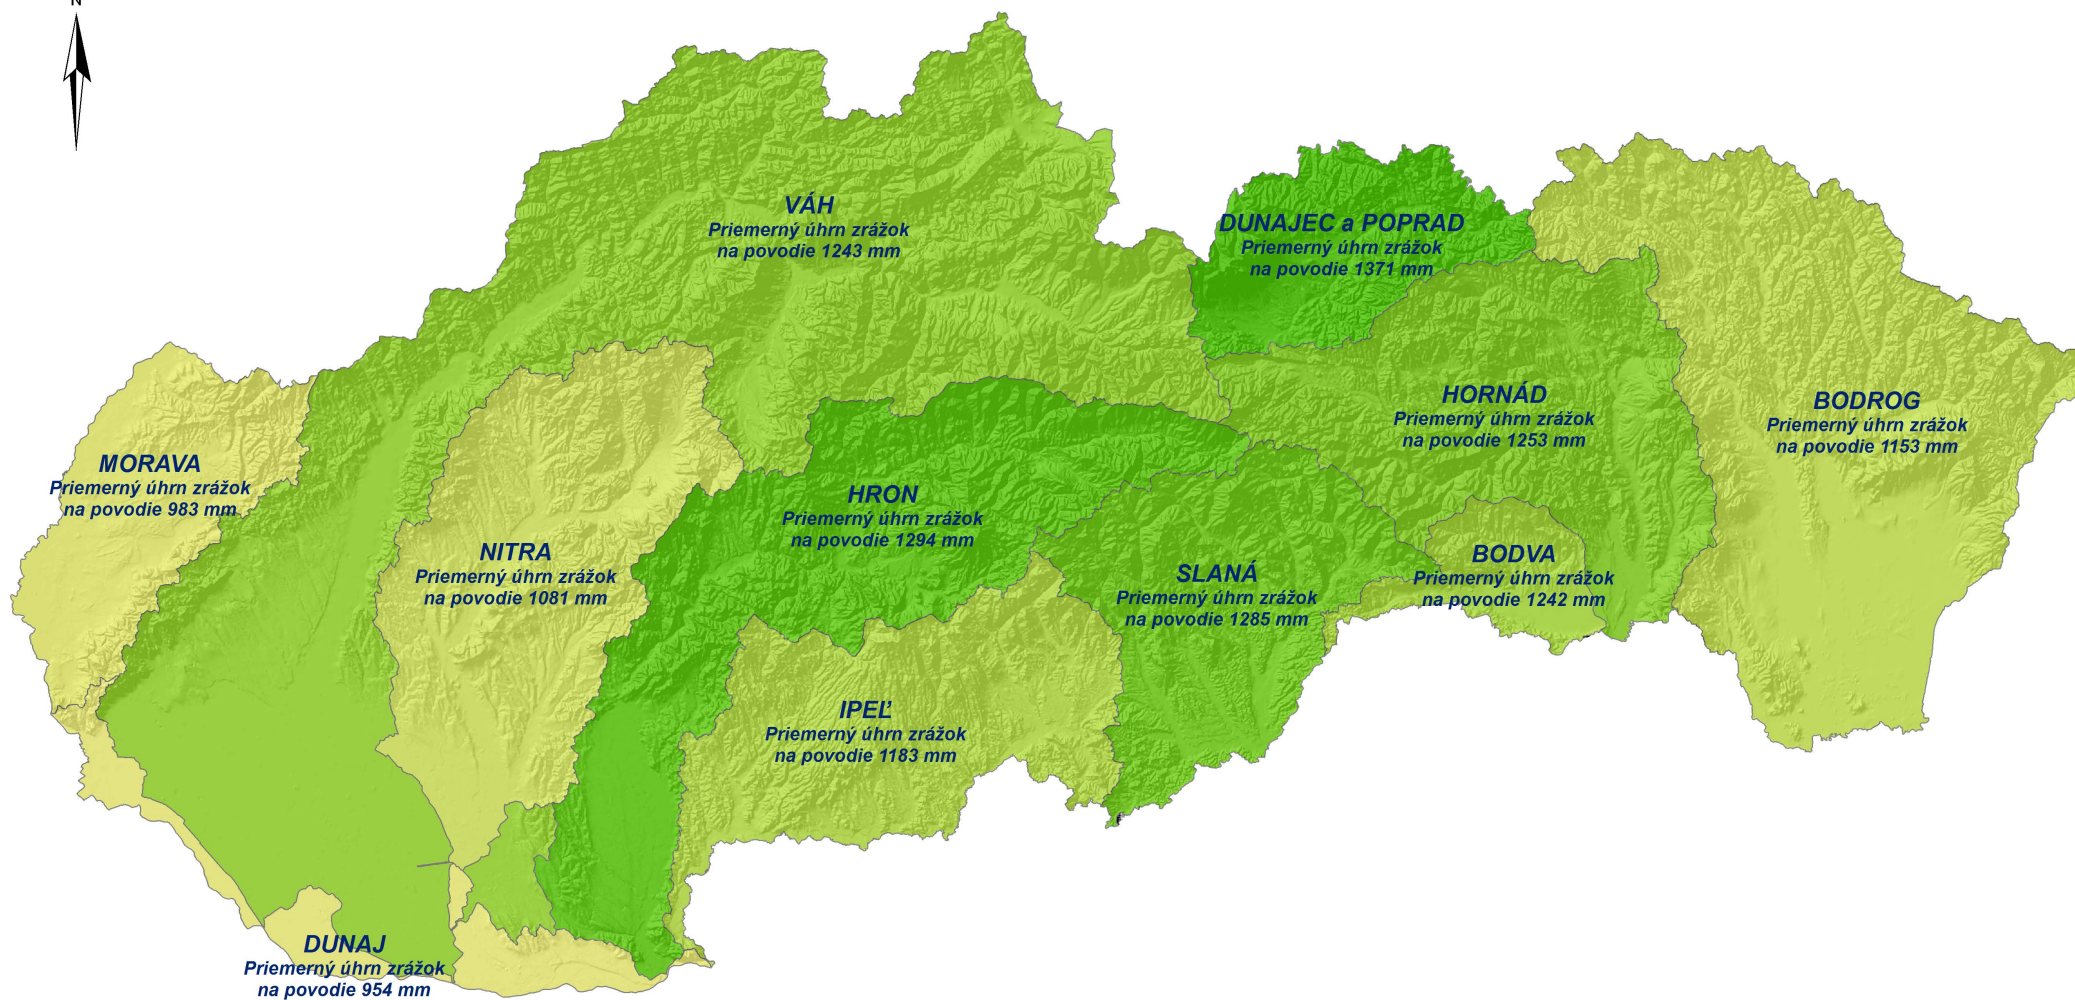 N
VÁH
Priemerný úhrn zrážok
na povodie 1243 mm
DUNAJEC a POPRAD
Priemerný úhrn zrážok
na povodie 1371 mm
HORNÁD
Priemerný úhrn zrážok
na povodie 1253 mm
BODROG
Priemerný úhrn zrážok
na povodie 1153 mm
MORAVA
Priemerný úhrn zrážok
na povodie 983 mm
HRON
Priemerný úhrn zrážok
na povodie 1294 mm
NITRA
Priemerný úhrn zrážok
na povodie 1081 mm
SLANÁ
Priemerný úhrn zrážok
na povodie 1285 mm
BODVA
Priemerný úhrn zrážok
na povodie 1242 mm
IPEĽ
Priemerný úhrn zrážok
na povodie 1183 mm
DUNAJ
Priemerný úhrn zrážok
na povodie 954 mm